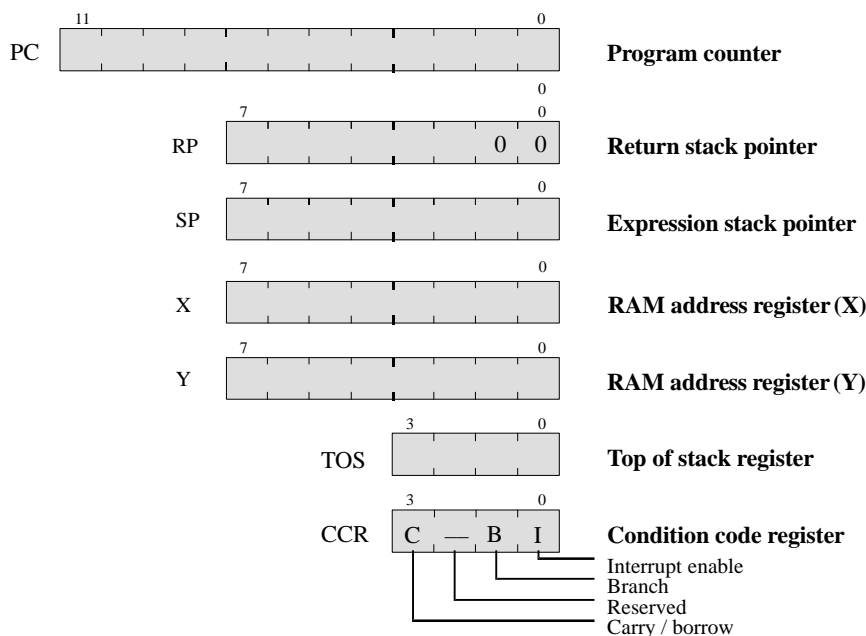 11 0
PC Program counter
0
7 0
RP 0 0 Return stack pointer
7 0
SP Expression stack pointer
7 0
X RAM address register (X)
7 0
Y RAM address register (Y)
3 0
TOS Top of stack register
3 0
CCR C — B I Condition code register
Interrupt enable
Branch
Reserved
Carry / borrow